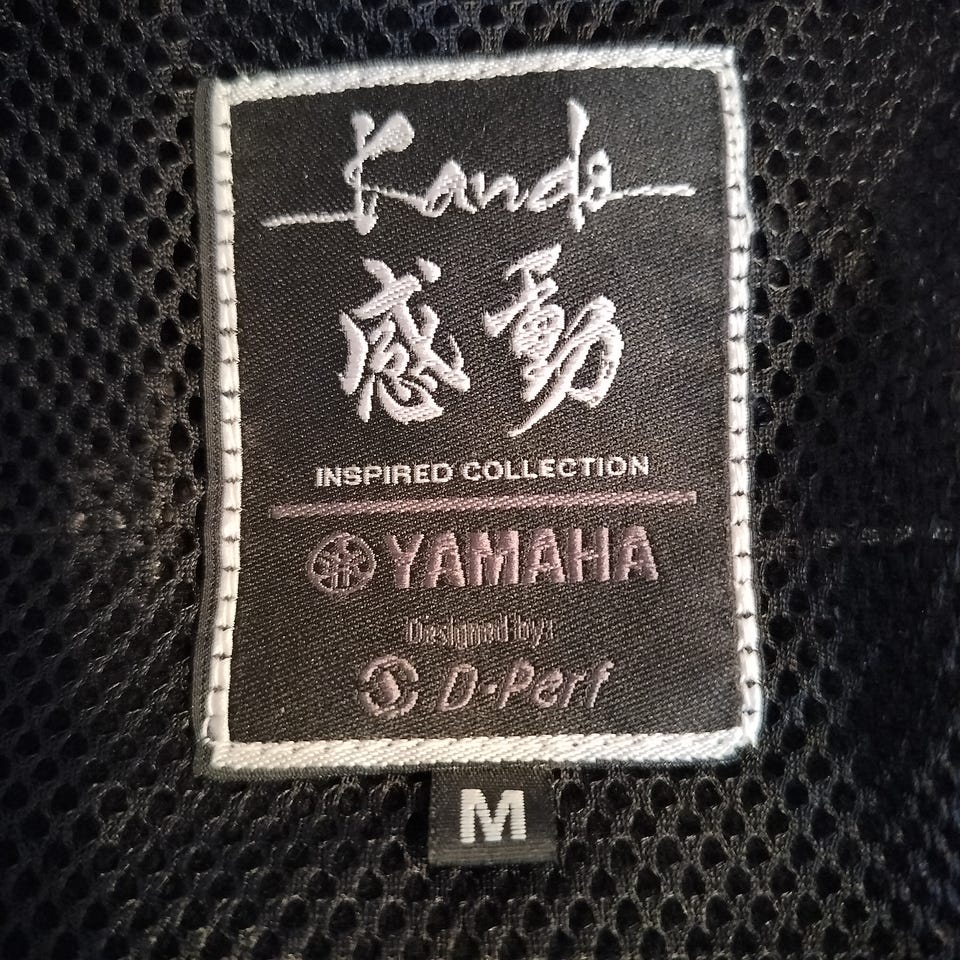 Kando
感動
INSPIRED COLLECTION
YAMAHA
Designed by:
D-Perf
M